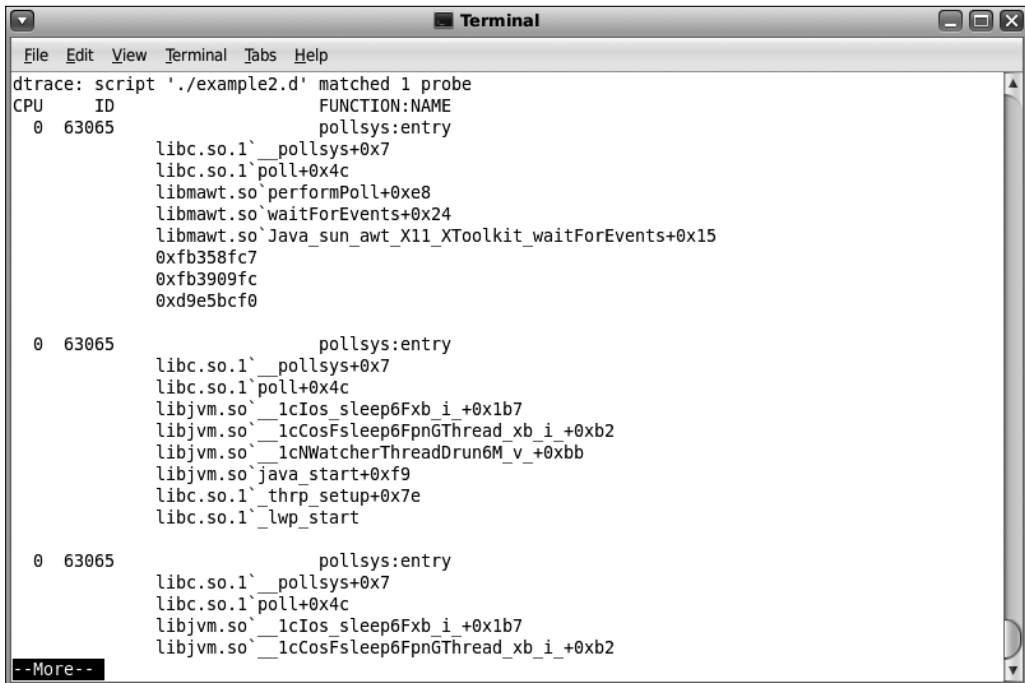 Terminal
File Edit View Terminal Tabs Help
dtrace: script './example2.d' matched 1 probe
CPU     ID                    FUNCTION:NAME
  0  63065                    pollsys:entry
              libc.so.1`__pollsys+0x7
              libc.so.1`poll+0x4c
              libmawt.so`performPoll+0xe8
              libmawt.so`waitForEvents+0x24
              libmawt.so`Java_sun_awt_X11_XToolkit_waitForEvents+0x15
              0xfb358fc7
              0xfb3909fc
              0xd9e5bcf0
  0  63065                    pollsys:entry
              libc.so.1`__pollsys+0x7
              libc.so.1`poll+0x4c
              libjvm.so`__1cIos_sleep6Fxb_i_+0x1b7
              libjvm.so`__1cCosFsleep6FpnGThread_xb_i_+0xb2
              libjvm.so`__1cNWatcherThreadDrun6M_v_+0xbb
              libjvm.so`java_start+0xf9
              libc.so.1`_thrp_setup+0x7e
              libc.so.1`_lwp_start
  0  63065                    pollsys:entry
              libc.so.1`__pollsys+0x7
              libc.so.1`poll+0x4c
              libjvm.so`__1cIos_sleep6Fxb_i_+0x1b7
              libjvm.so`__1cCosFsleep6FpnGThread_xb_i_+0xb2
--More--